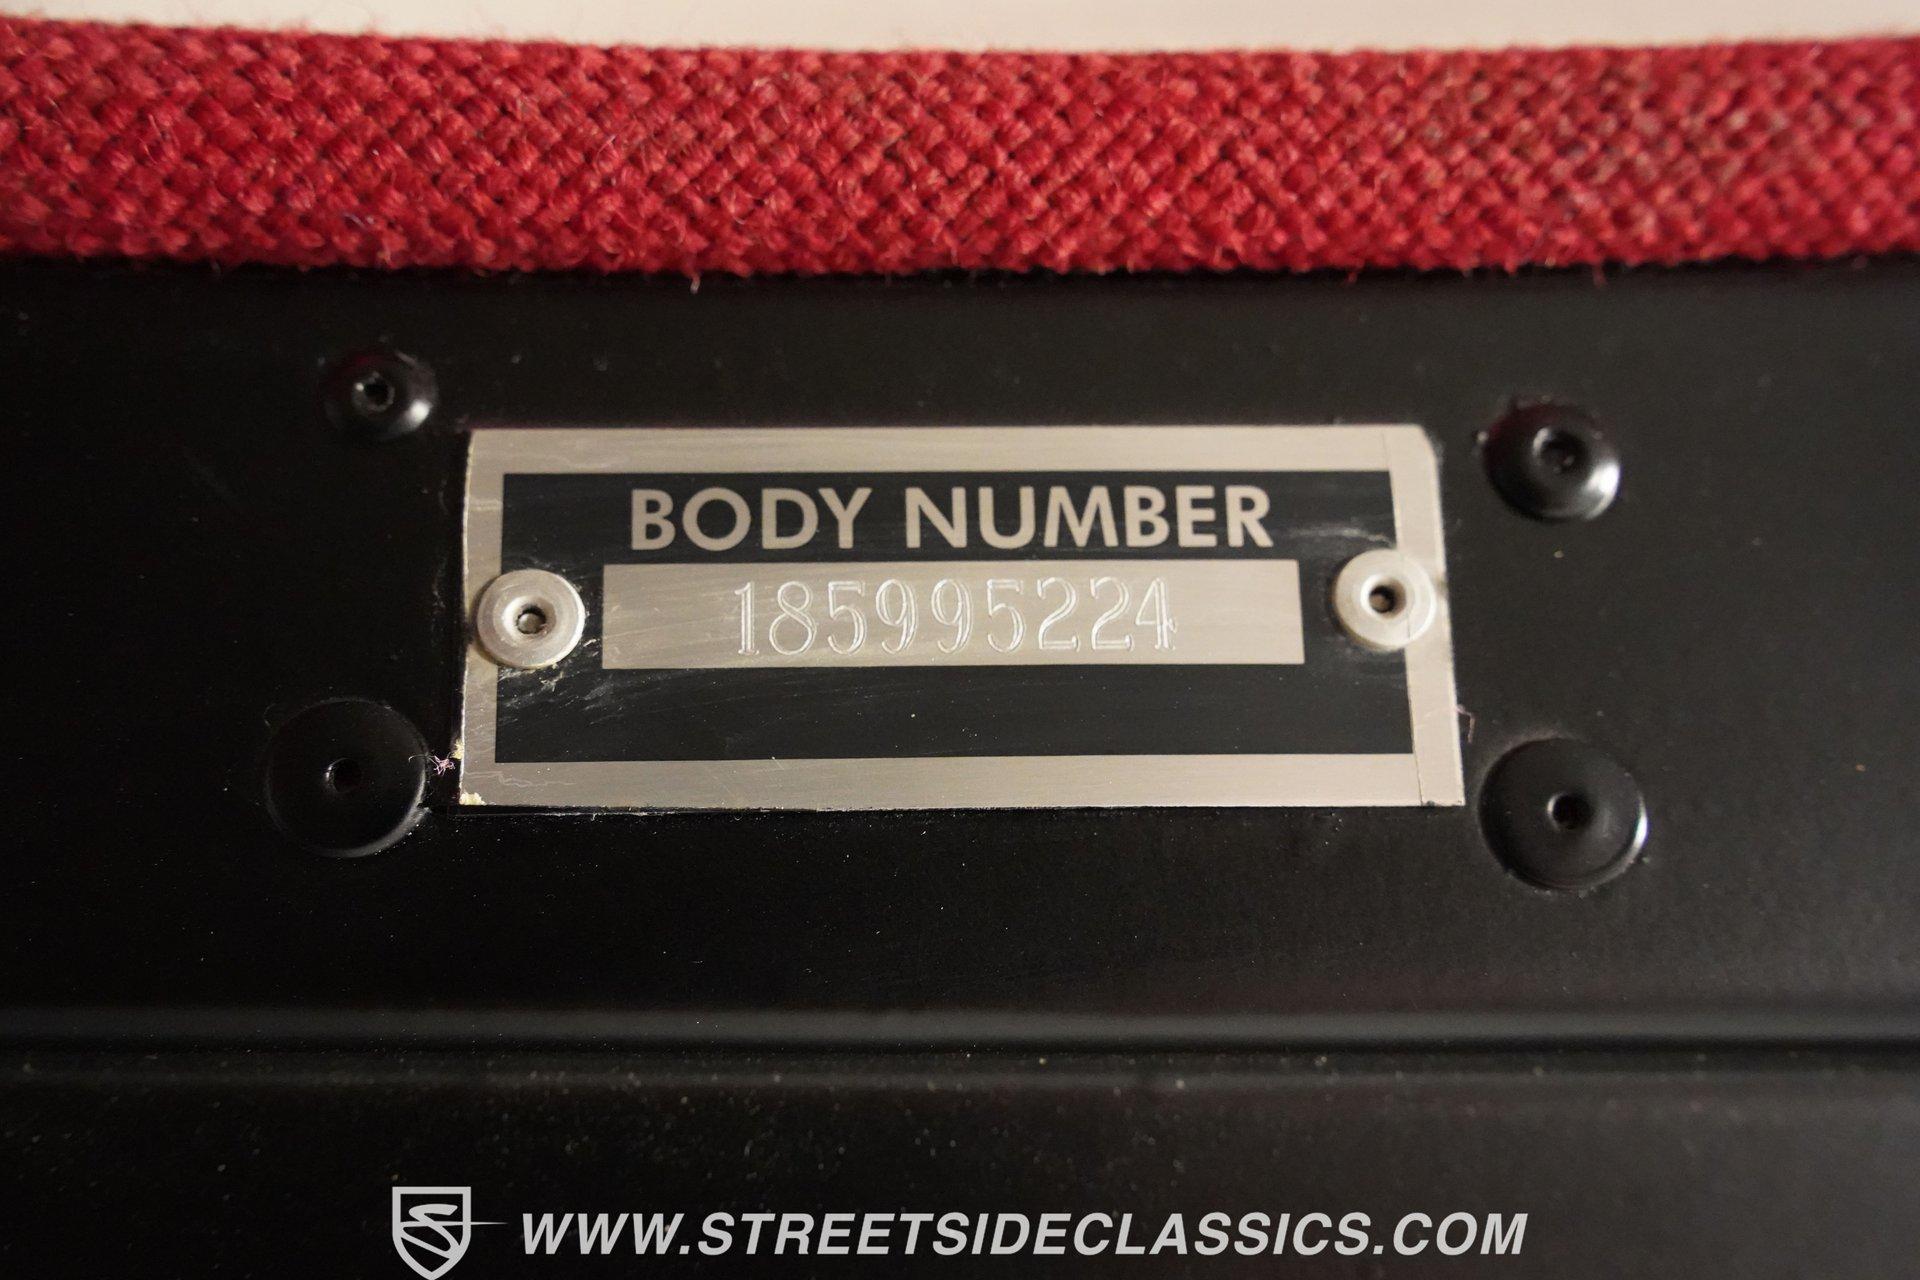 BODY NUMBER
185995224
WWW.STREETSIDECLASSICS.COM